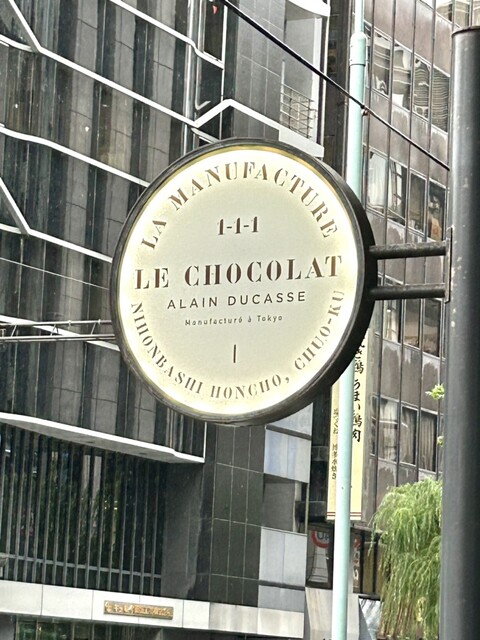 LA MANUFACTURE
1-1-1
LE CHOCOLAT
ALAIN DUCASSE
Manufacturé à Tokyo
NIHONBASHI HONCHO, CHUO-KU